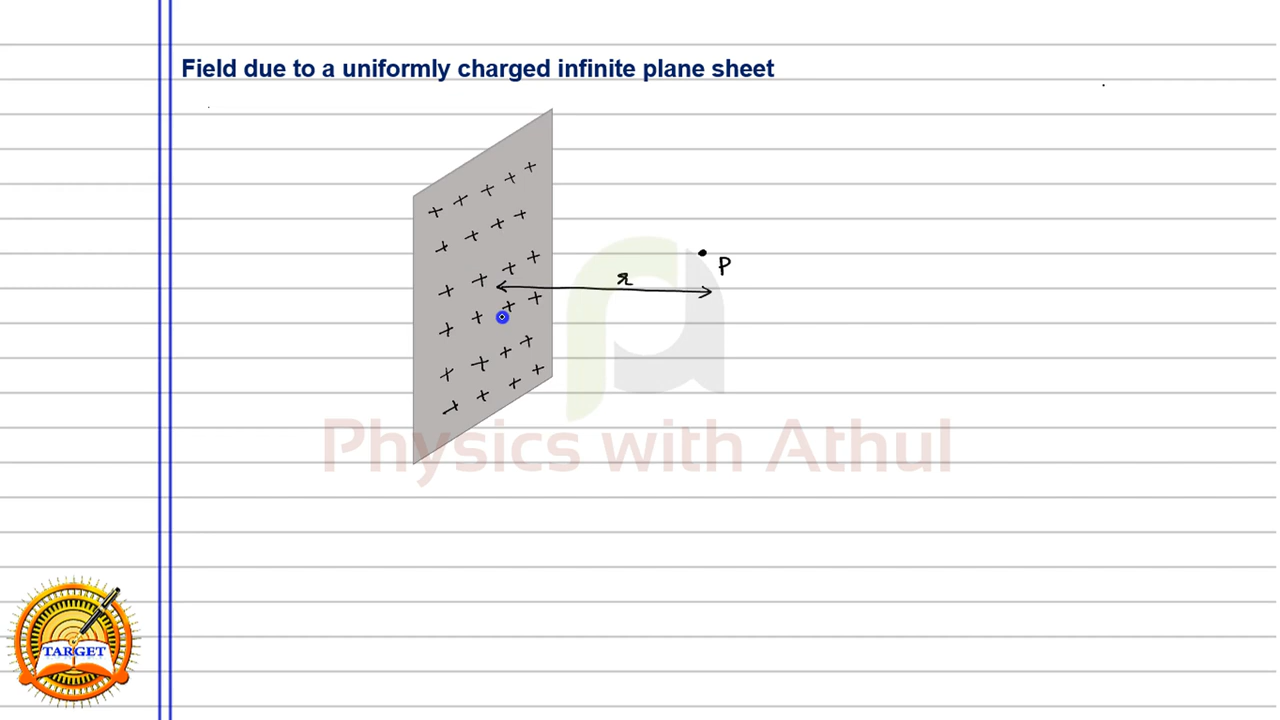 Field due to a uniformly charged infinite plane sheet
P
r
Physics with Athul
TARGET